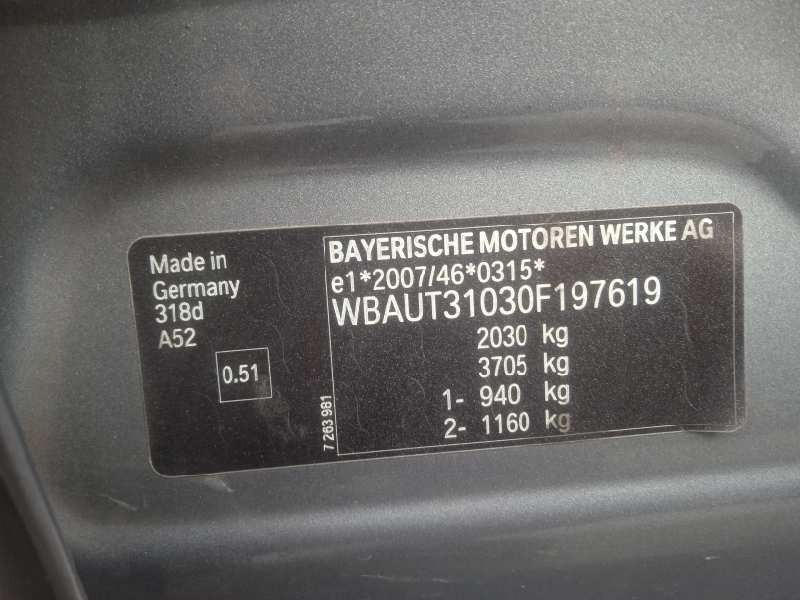 Made in
Germany
318d
A52
0.51
7 263 981
BAYERISCHE MOTOREN WERKE AG
e1*2007/46*0315*
WBAUT31030F197619
2030 kg
3705 kg
1- 940 kg
2- 1160 kg